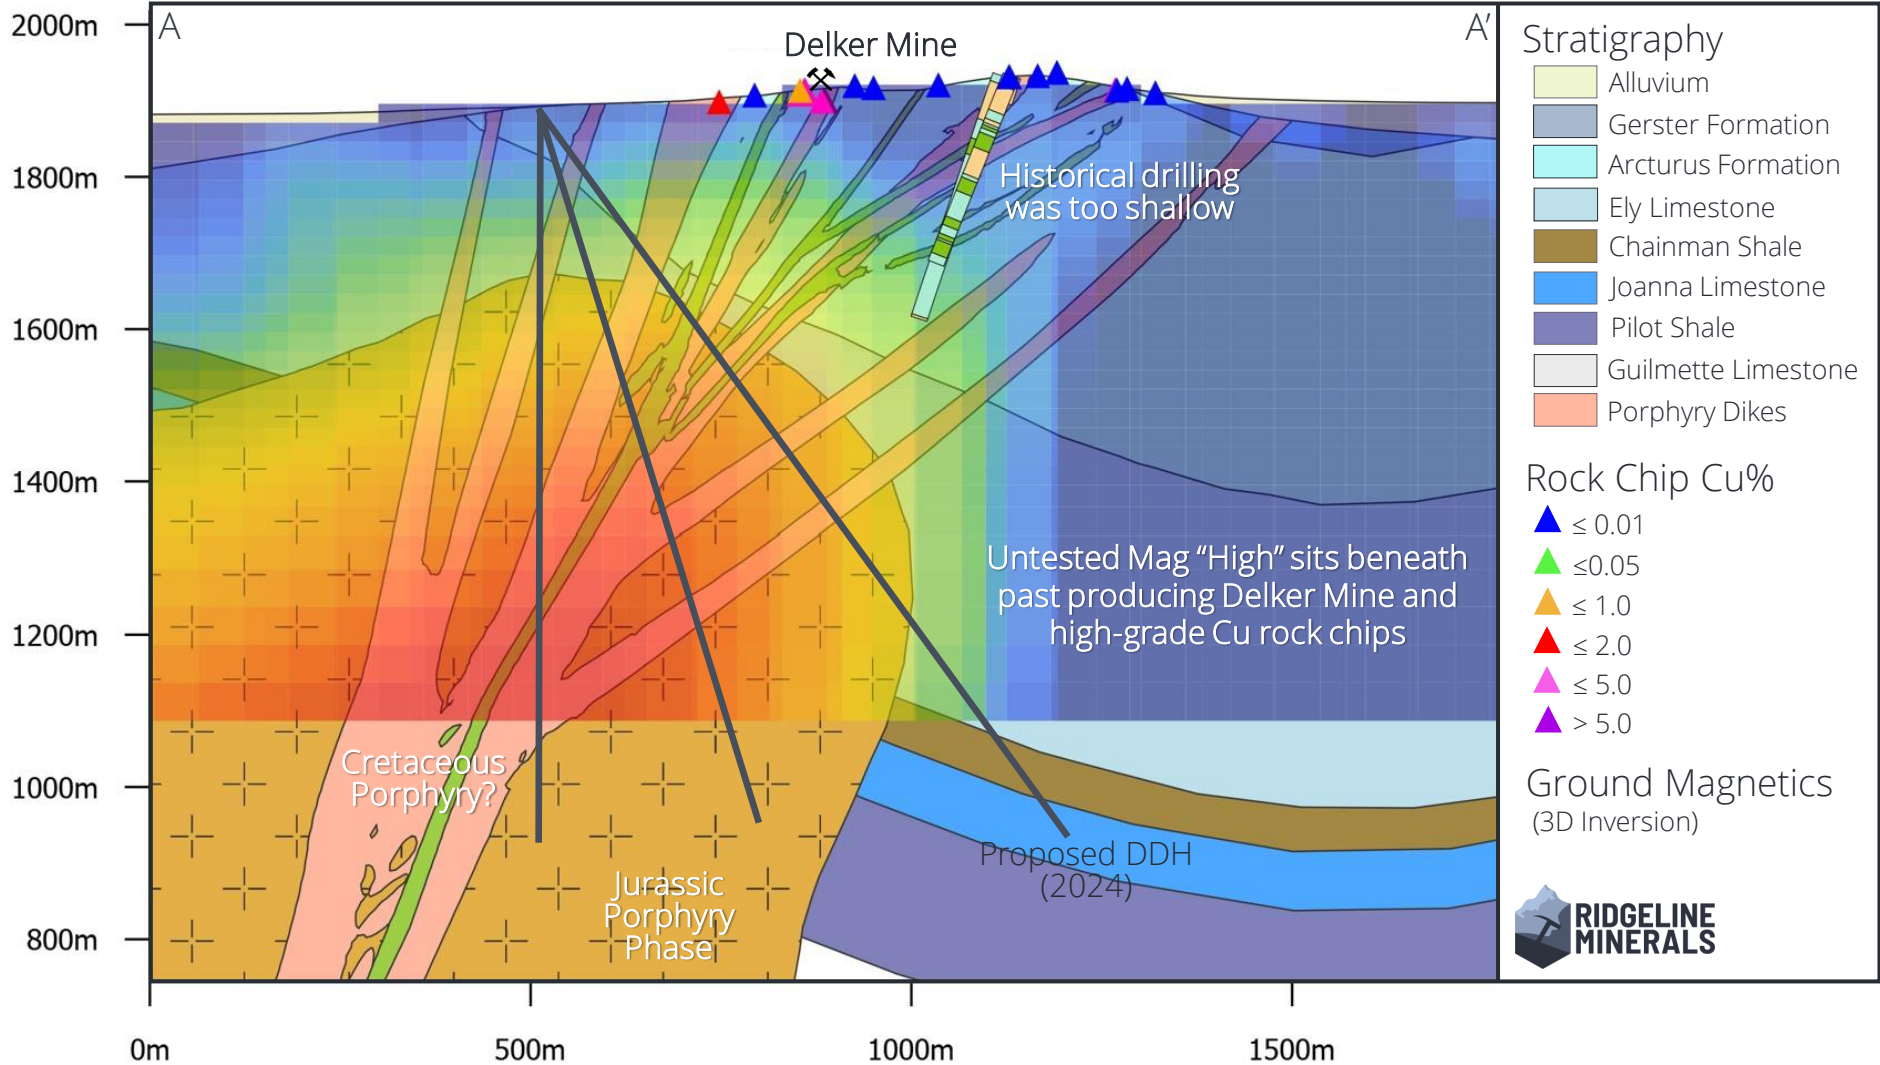 2000m
1800m
1600m
1400m
1200m
1000m
800m
0m
500m
1000m
1500m
A
A’
Delker Mine
Historical drilling
was too shallow
Untested Mag “High” sits beneath
past producing Delker Mine and
high-grade Cu rock chips
Cretaceous
Porphyry?
Jurassic
Porphyry
Phase
Proposed DDH
(2024)
Stratigraphy
Alluvium
Gerster Formation
Arcturus Formation
Ely Limestone
Chainman Shale
Joanna Limestone
Pilot Shale
Guilmette Limestone
Porphyry Dikes
Rock Chip Cu%
≤ 0.01
≤0.05
≤ 1.0
≤ 2.0
≤ 5.0
> 5.0
Ground Magnetics
(3D Inversion)
RIDGELINE
MINERALS